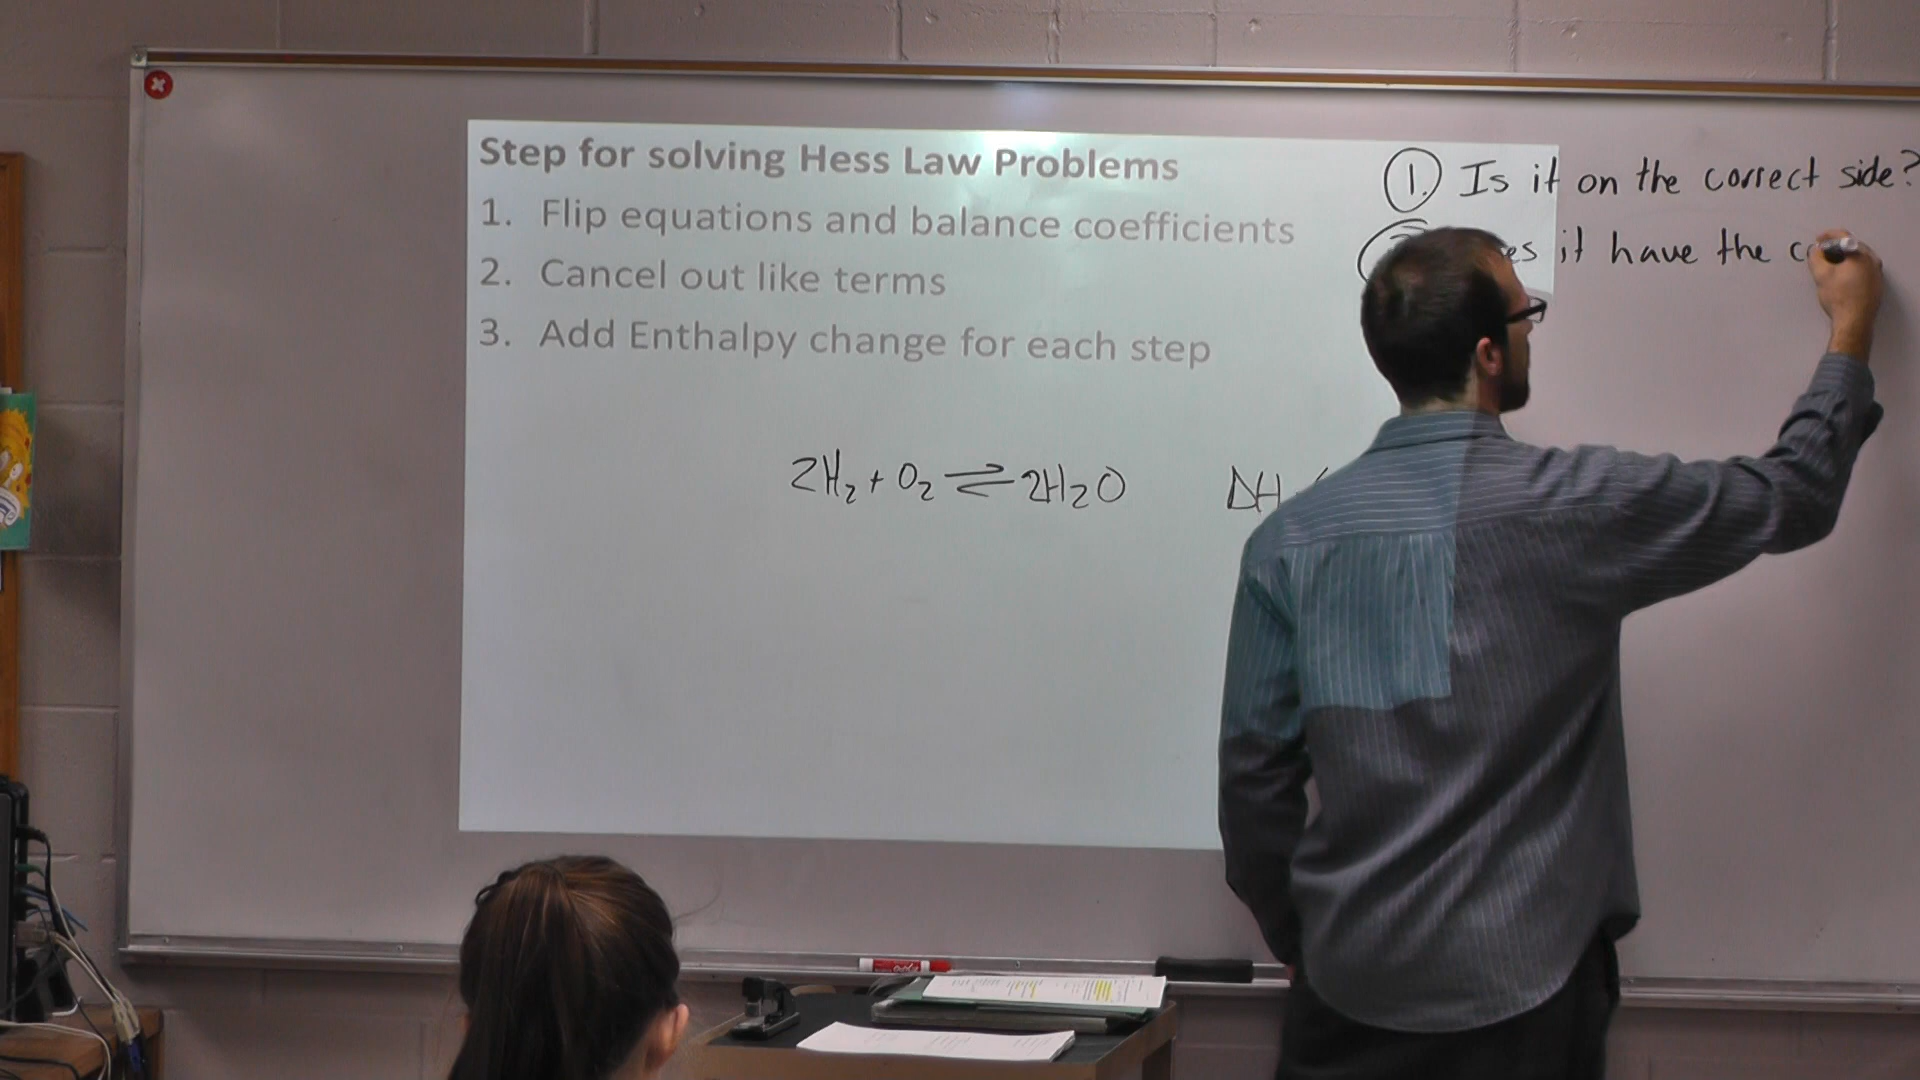 Step for solving Hess Law Problems
1. Flip equations and balance coefficients
2. Cancel out like terms
3. Add Enthalpy change for each step
1. Is it on the correct side?
it have the
2H₂ + O₂ ⇌ 2H₂O ΔH